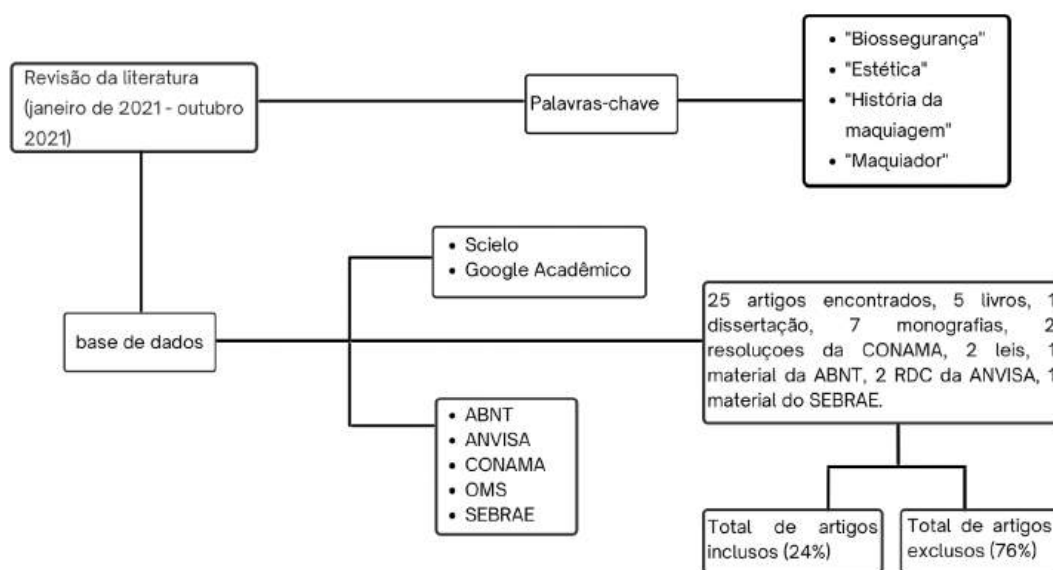 Revisão da literatura
(janeiro de 2021 - outubro
2021)
Palavras-chave
• "Biossegurança"
• "Estética"
• "História da
maquiagem"
• "Maquiador"
• Scielo
• Google Acadêmico
base de dados
25 artigos encontrados, 5 livros, 1
dissertação, 7 monografias, 2
resoluçoes da CONAMA, 2 leis, 1
material da ABNT, 2 RDC da ANVISA, 1
material do SEBRAE.
• ABNT
• ANVISA
• CONAMA
• OMS
• SEBRAE
Total de artigos
inclusos (24%)
Total de artigos
exclusos (76%)